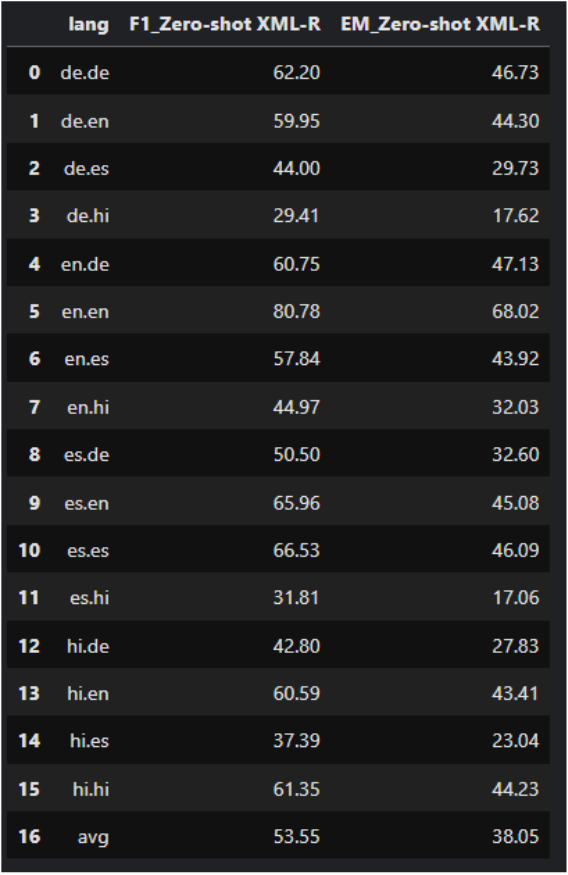 lang F1_Zero-shot XML-R EM_Zero-shot XML-R
0 de.de 62.20 46.73
1 de.en 59.95 44.30
2 de.es 44.00 29.73
3 de.hi 29.41 17.62
4 en.de 60.75 47.13
5 en.en 80.78 68.02
6 en.es 57.84 43.92
7 en.hi 44.97 32.03
8 es.de 50.50 32.60
9 es.en 65.96 45.08
10 es.es 66.53 46.09
11 es.hi 31.81 17.06
12 hi.de 42.80 27.83
13 hi.en 60.59 43.41
14 hi.es 37.39 23.04
15 hi.hi 61.35 44.23
16 avg 53.55 38.05